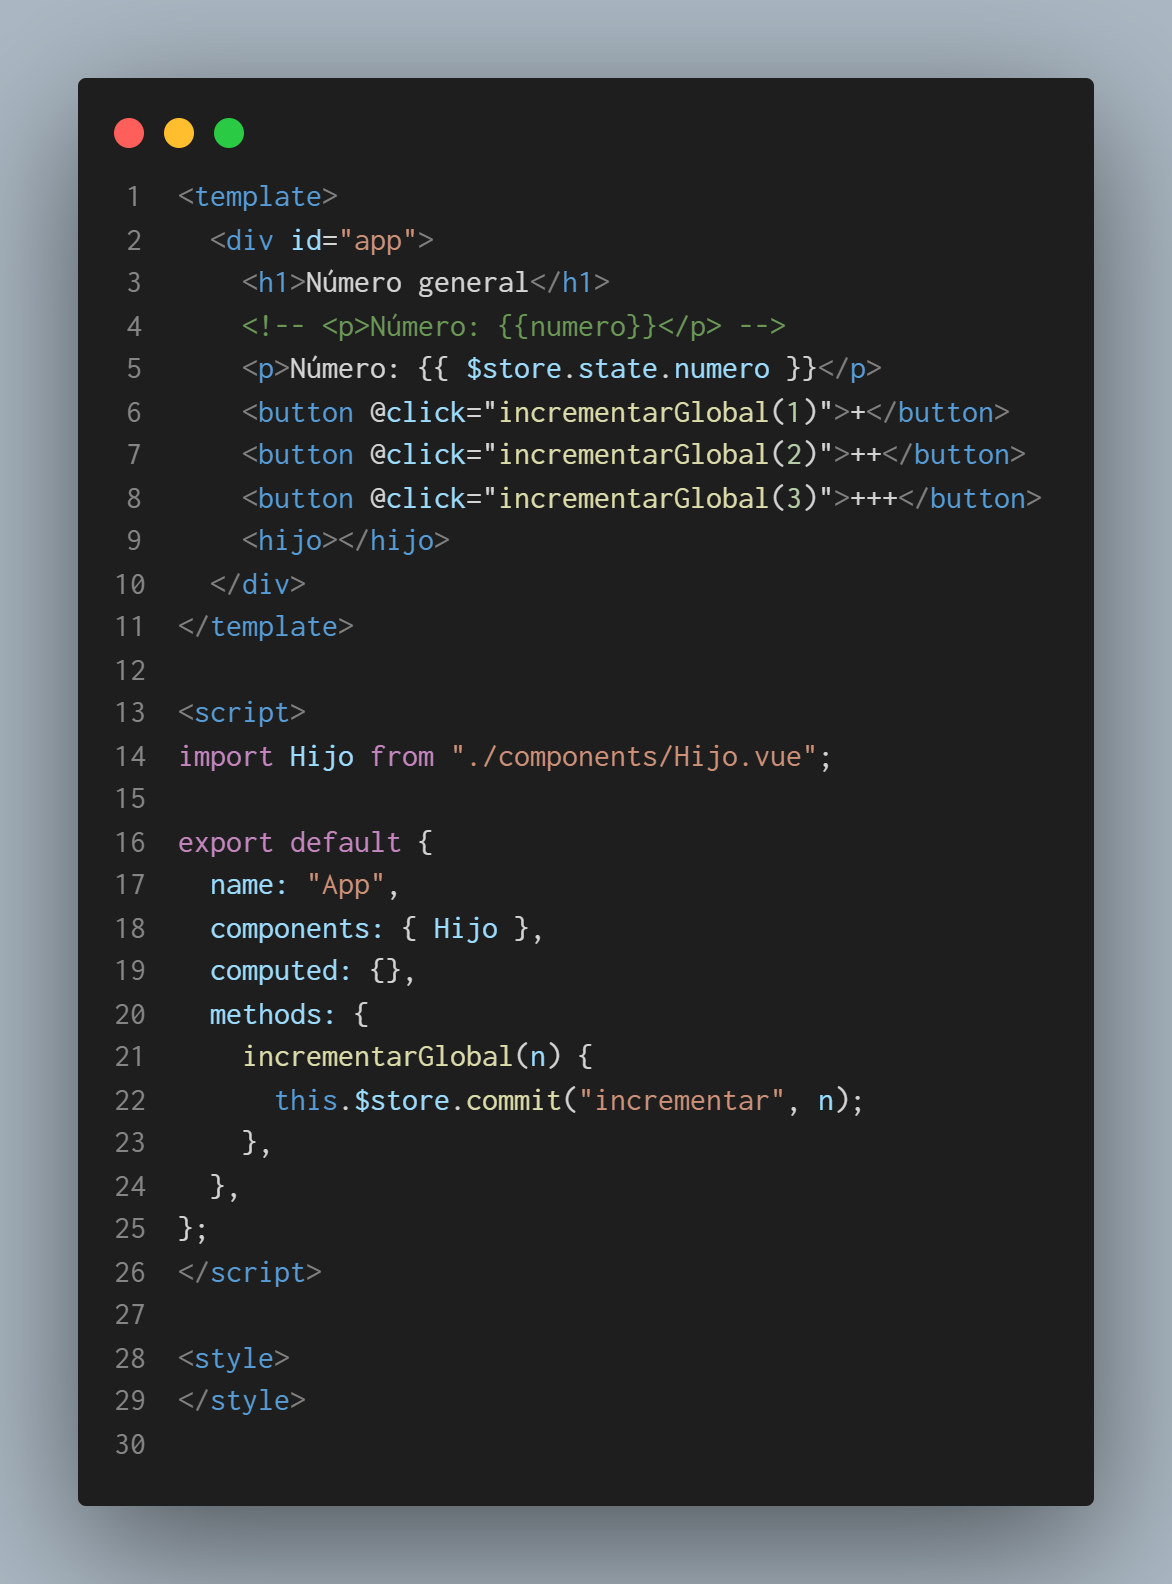 1 <template>
2   <div id="app">
3     <h1>Número general</h1>
4     <!-- <p>Número: {{numero}}</p> -->
5     <p>Número: {{ $store.state.numero }}</p>
6     <button @click="incrementarGlobal(1)">+</button>
7     <button @click="incrementarGlobal(2)">++</button>
8     <button @click="incrementarGlobal(3)">+++</button>
9     <hijo></hijo>
10   </div>
11 </template>
12
13 <script>
14 import Hijo from "./components/Hijo.vue";
15
16 export default {
17   name: "App",
18   components: { Hijo },
19   computed: {},
20   methods: {
21     incrementarGlobal(n) {
22       this.$store.commit("incrementar", n);
23     },
24   },
25 };
26 </script>
27
28 <style>
29 </style>
30